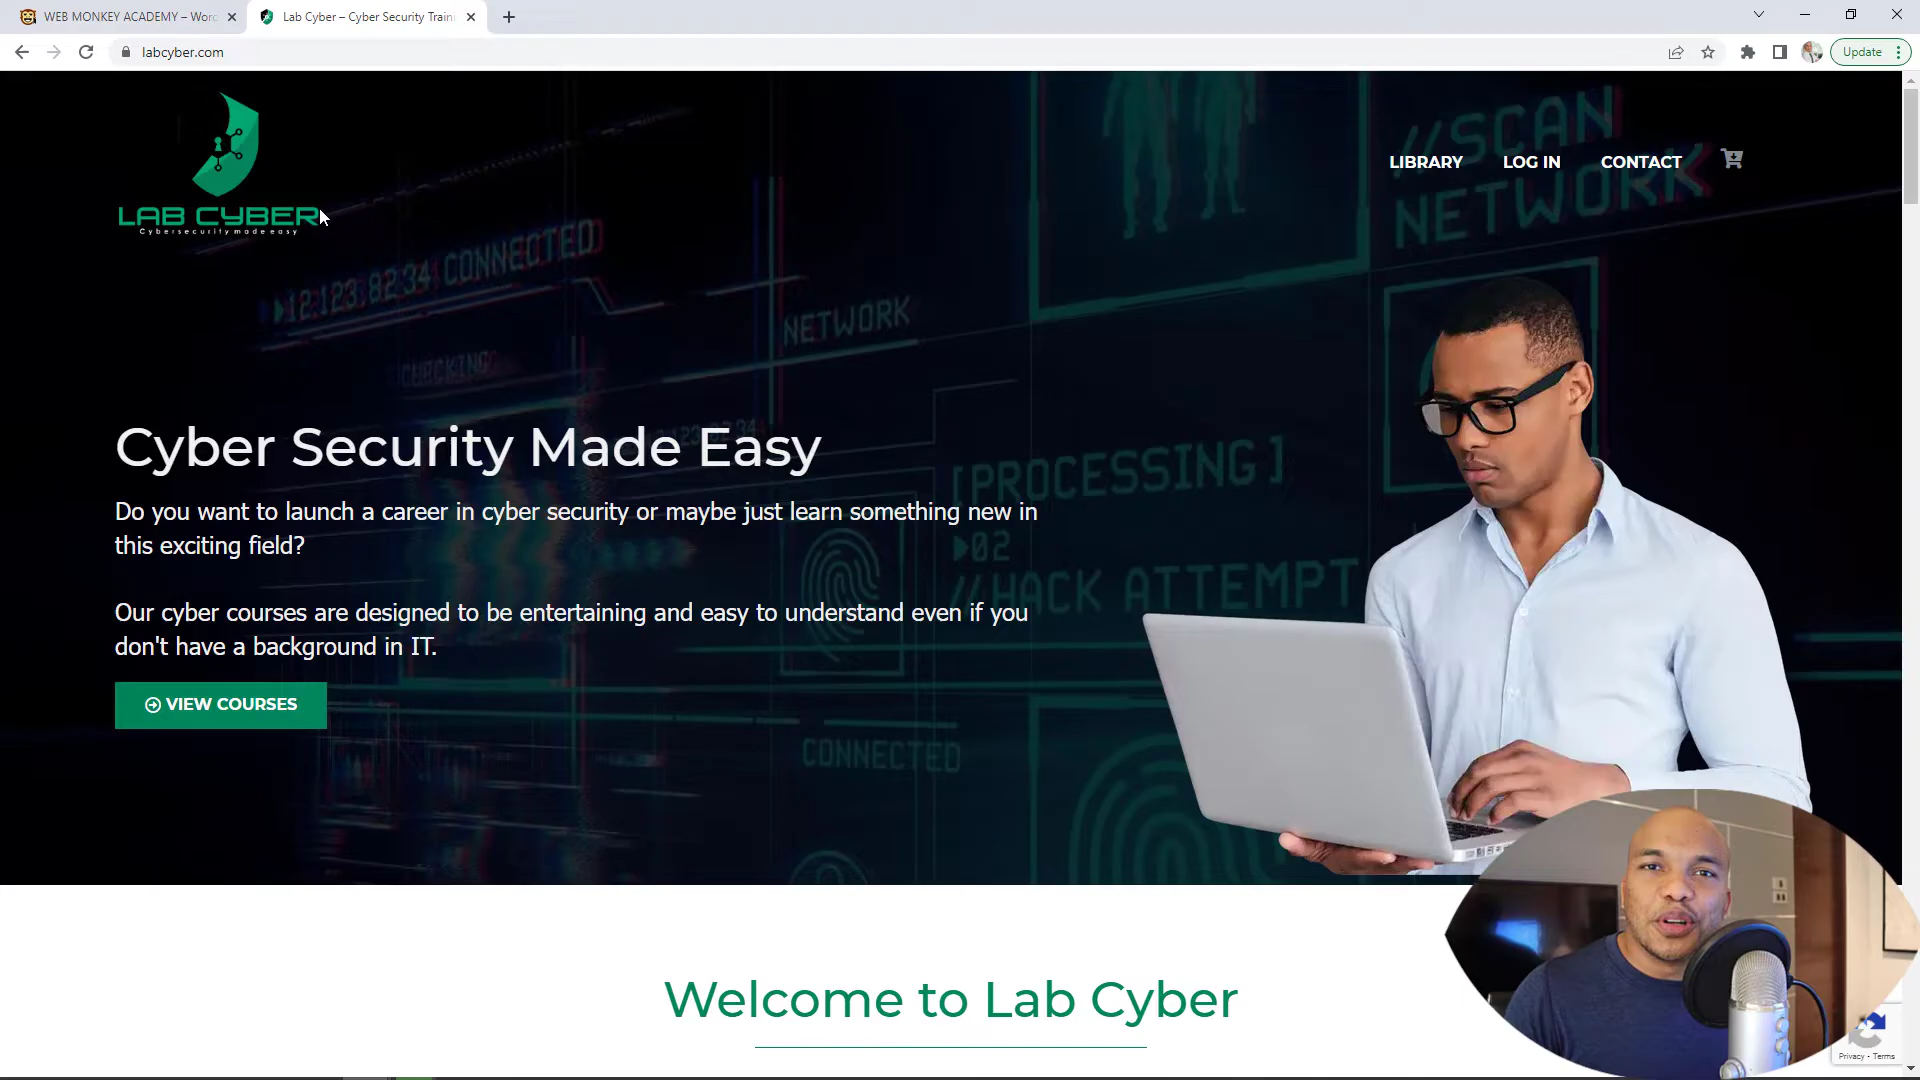 WEB MONKEY ACADEMY – Word
Lab Cyber – Cyber Security Traini
labcyber.com
Update
LAB CYBER
Cybersecurity made easy
LIBRARY
LOG IN
CONTACT
//SCAN
NETWORK
12.123.82.34 CONNECTED
NETWORK
CHECKING
Cyber Security Made Easy
[PROCESSING]
Do you want to launch a career in cyber security or maybe just learn something new in
this exciting field?
02
//HACK ATTEMPT
Our cyber courses are designed to be entertaining and easy to understand even if you
don't have a background in IT.
VIEW COURSES
CONNECTED
Welcome to Lab Cyber
Privacy - Terms